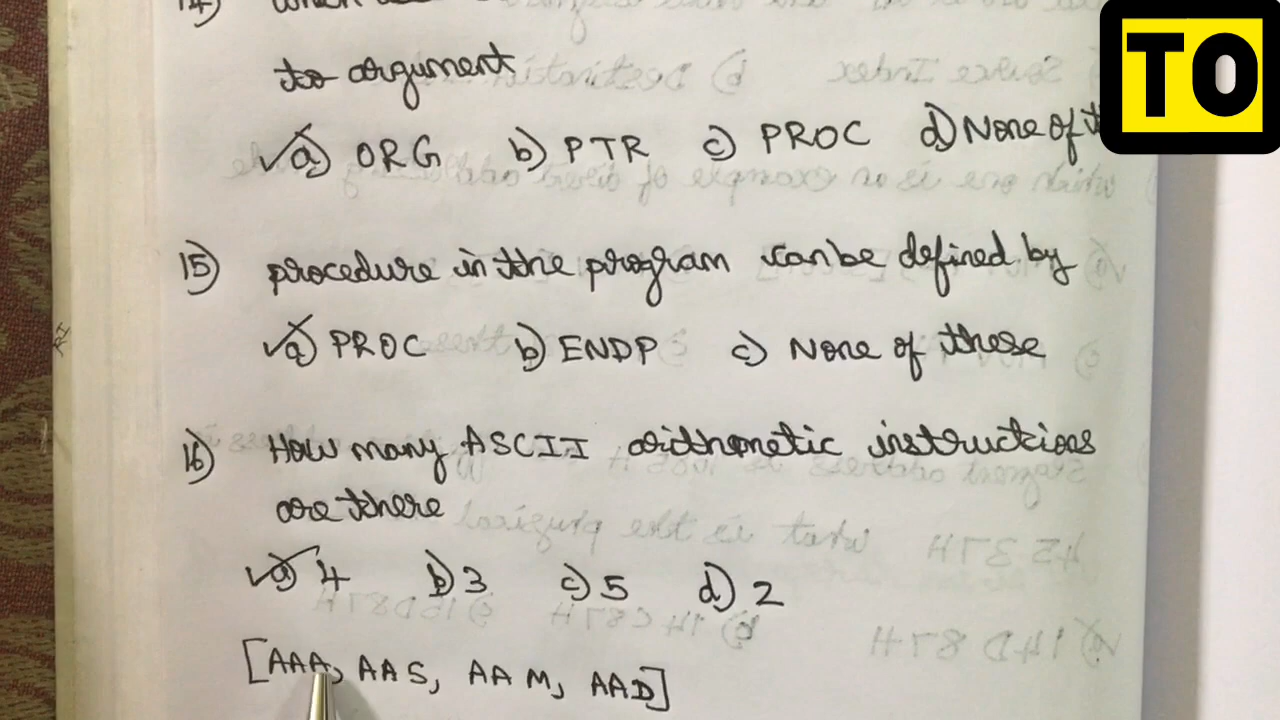 TO
14)
to argument
a) ORG b) PTR c) PROC d) None of
15) procedure in the program can be defined by
a) PROC b) ENDP c) None of these
16) How many ASCII arithmetic instructions
are there
a) 4 b) 3 c) 5 d) 2
[AAA, AAS, AAM, AAD]